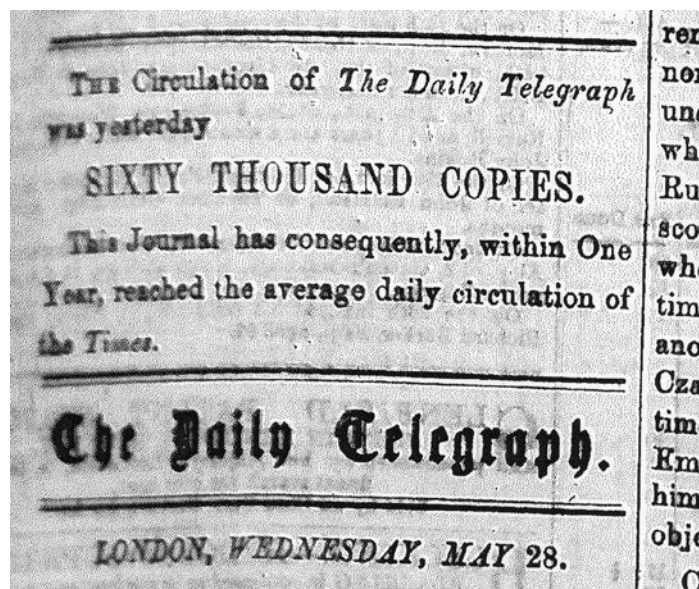 THE Circulation of The Daily Telegraph
was yesterday
SIXTY THOUSAND COPIES.
This Journal has consequently, within One
Year, reached the average daily circulation of
the Times.
The Daily Telegraph.
LONDON, WEDNESDAY, MAY 28.